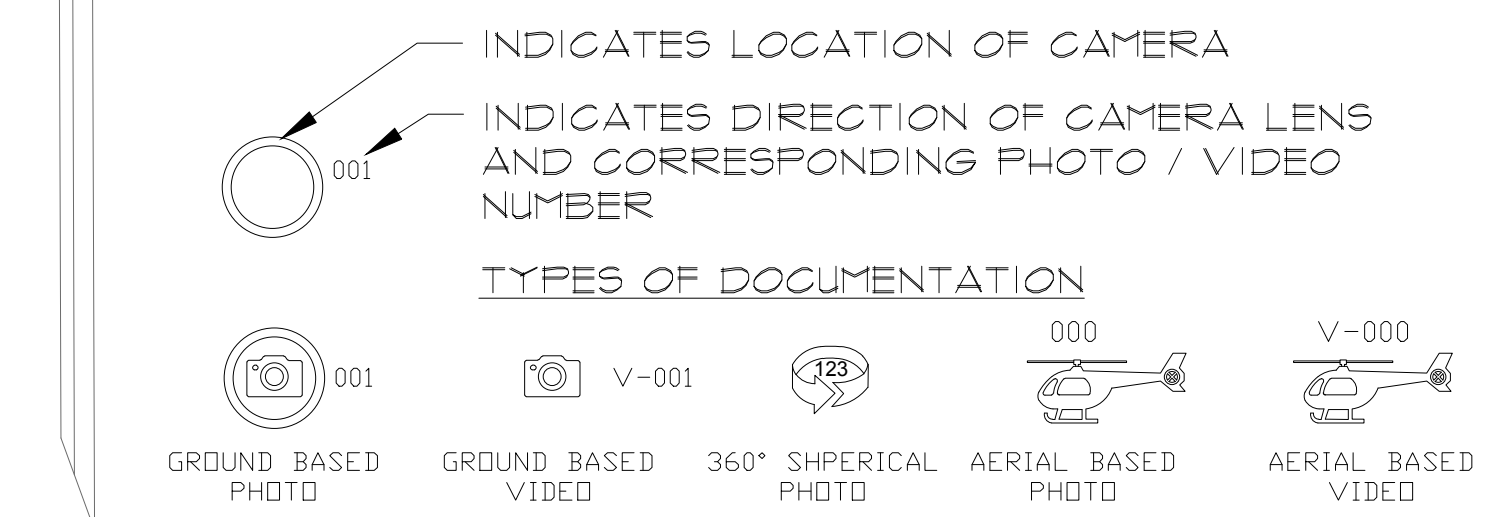 INDICATES LOCATION OF CAMERA
INDICATES DIRECTION OF CAMERA LENS
AND CORRESPONDING PHOTO / VIDEO
NUMBER
001
TYPES OF DOCUMENTATION
001
V-001
123
000
V-000
GROUND BASED
PHOTO
GROUND BASED
VIDEO
360° SHPERICAL
PHOTO
AERIAL BASED
PHOTO
AERIAL BASED
VIDEO